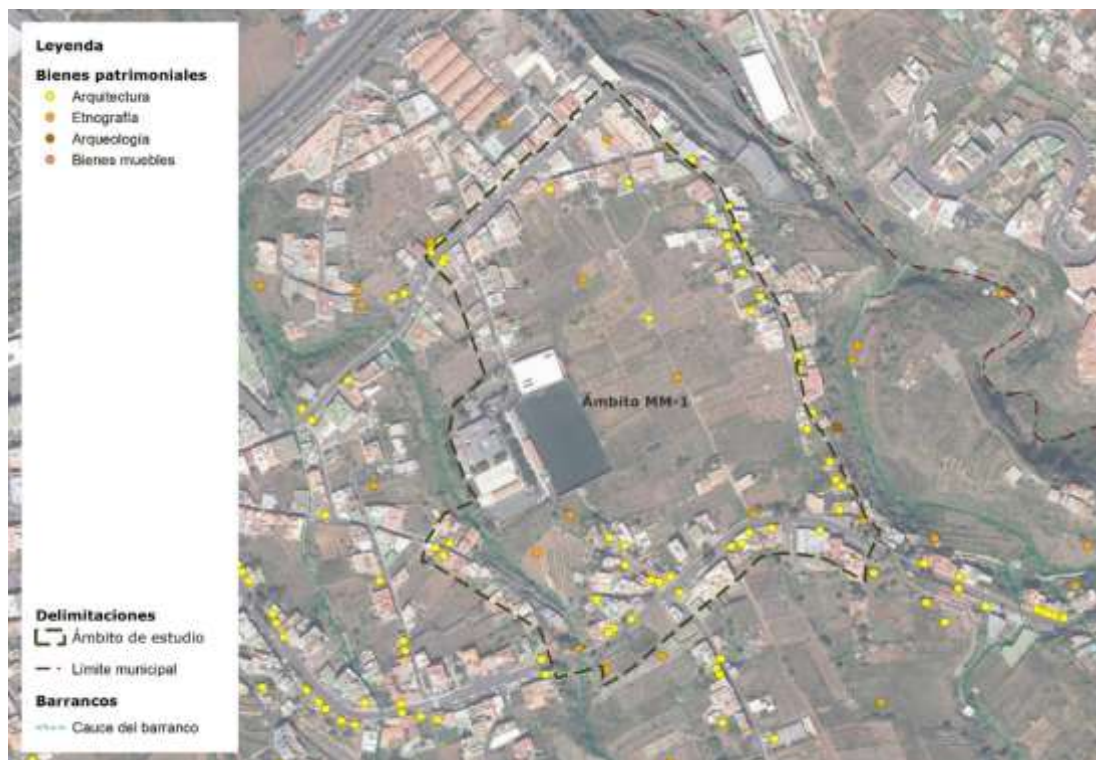 Leyenda
Bienes patrimoniales
Arquitectura
Etnografía
Arqueología
Bienes muebles
Ámbito MM-1
Delimitaciones
Ámbito de estudio
Límite municipal
Barrancos
Cauce del barranco